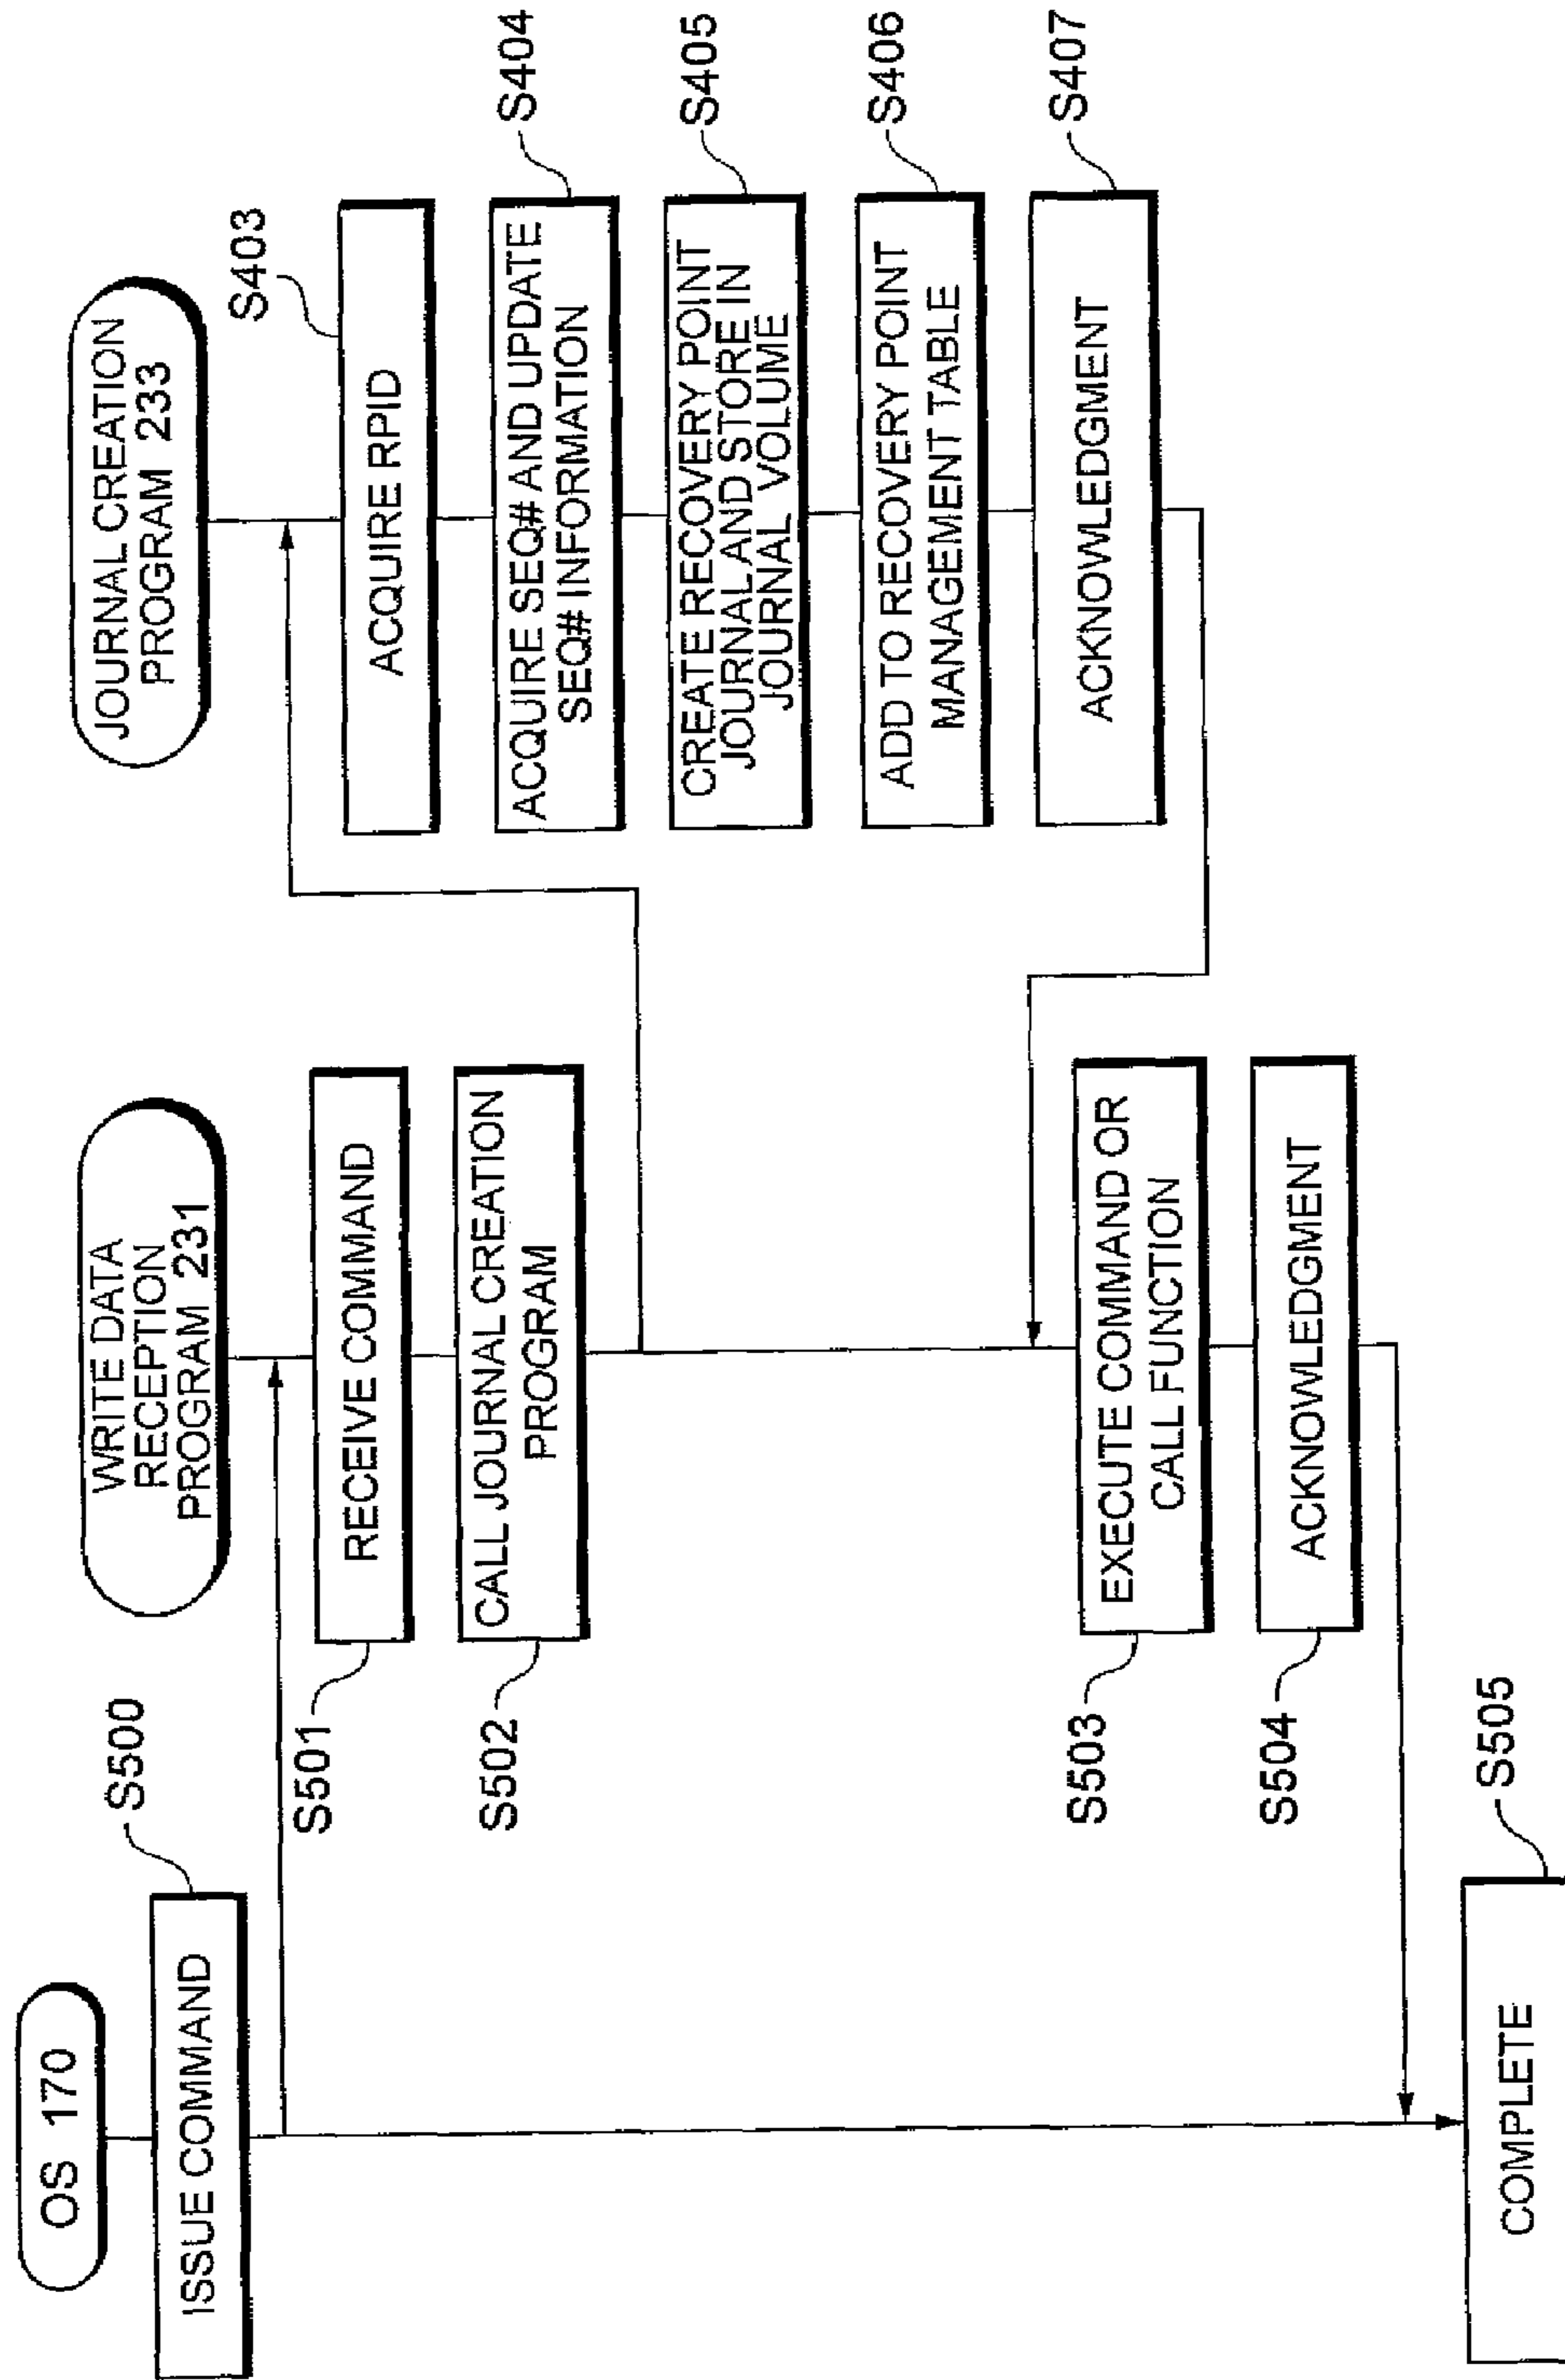 OS 170
ISSUE COMMAND
S500
COMPLETE
S505
WRITE DATA
RECEPTION
PROGRAM 231
RECEIVE COMMAND
S501
CALL JOURNAL CREATION
PROGRAM
S502
EXECUTE COMMAND OR
CALL FUNCTION
S503
ACKNOWLEDGMENT
S504
JOURNAL CREATION
PROGRAM 233
S403
ACQUIRE RPID
ACQUIRE SEQ# AND UPDATE
SEQ# INFORMATION
S404
CREATE RECOVERY POINT
JOURNAL AND STORE IN
JOURNAL VOLUME
S405
ADD TO RECOVERY POINT
MANAGEMENT TABLE
S406
ACKNOWLEDGMENT
S407